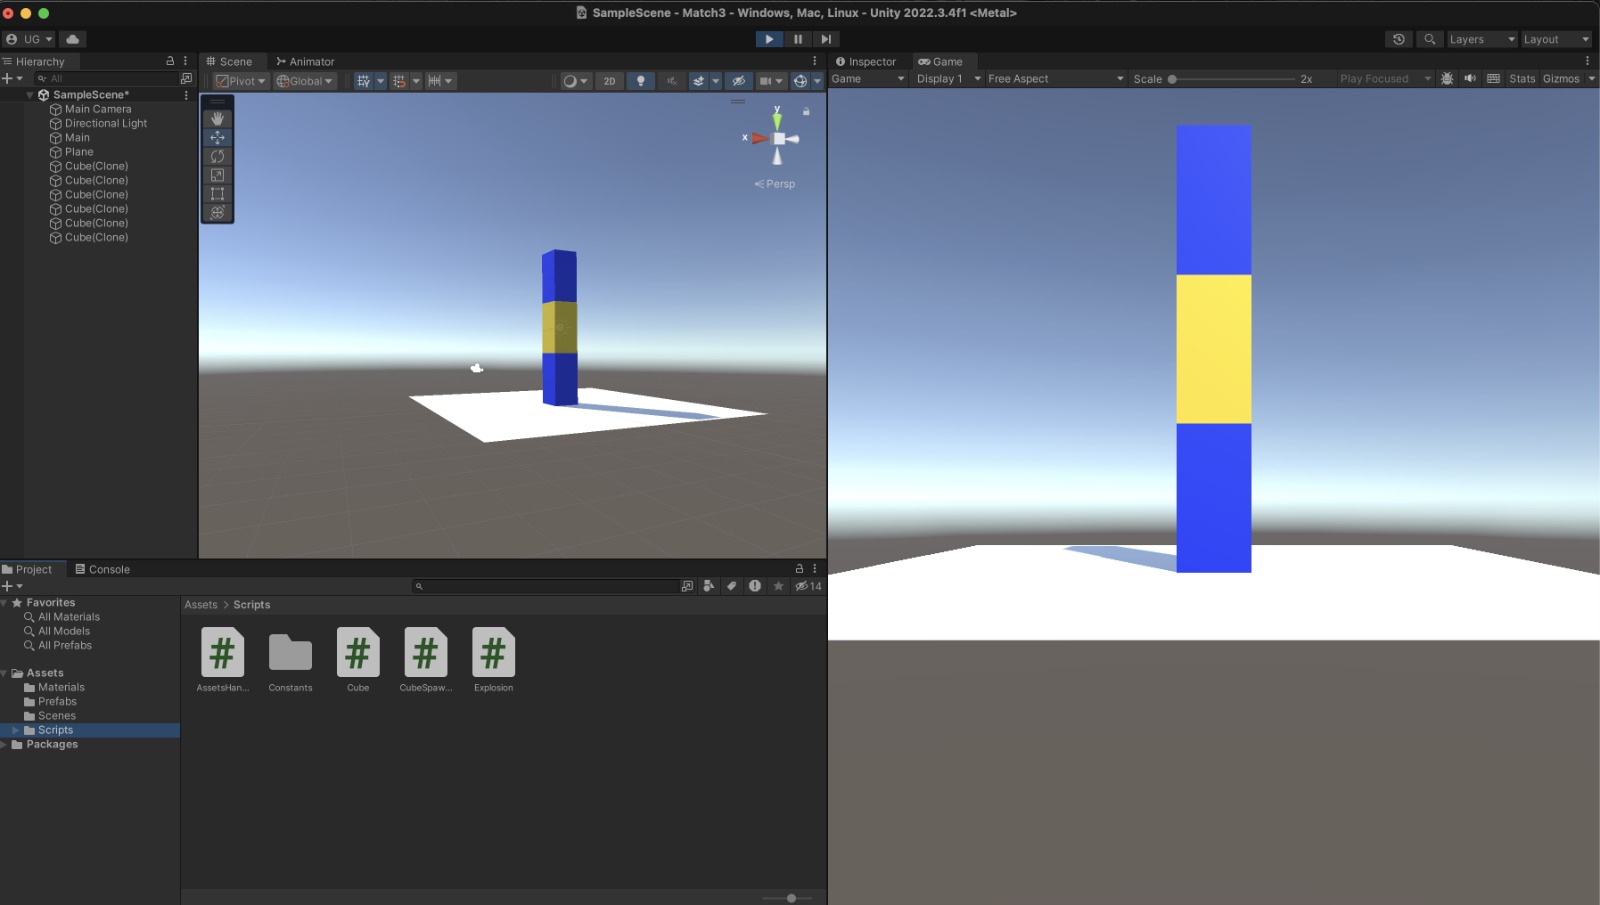 SampleScene - Match3 - Windows, Mac, Linux - Unity 2022.3.4f1 <Metal>
UG
Layers
Layout
Hierarchy
All
SampleScene*
Main Camera
Directional Light
Main
Plane
Cube(Clone)
Cube(Clone)
Cube(Clone)
Cube(Clone)
Cube(Clone)
Cube(Clone)
Scene
Animator
Pivot
Global
2D
y
x
Persp
Inspector
Game
Game
Display 1
Free Aspect
Scale
2x
Play Focused
Stats
Gizmos
Project
Console
14
Favorites
All Materials
All Models
All Prefabs
Assets
Materials
Prefabs
Scenes
Scripts
Packages
Assets > Scripts
AssetsHan...
Constants
Cube
CubeSpaw...
Explosion